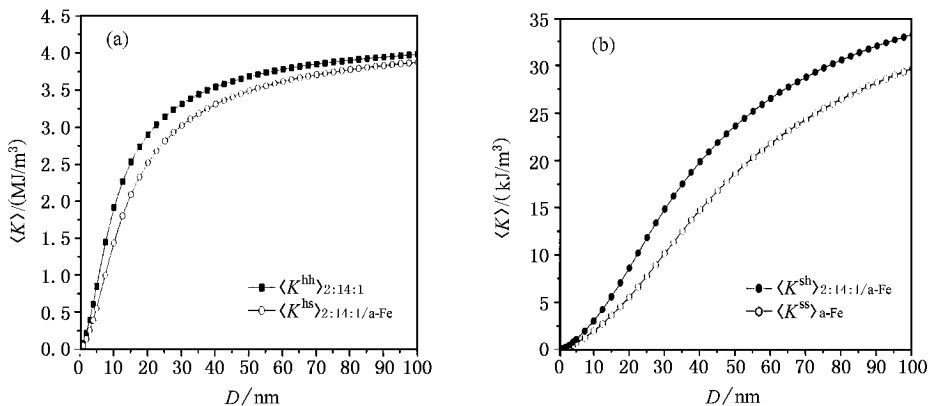 (a)
⟨K⟩/(MJ/m³)
4.5
4.0
3.5
3.0
2.5
2.0
1.5
1.0
0.5
0
0 10 20 30 40 50 60 70 80 90 100
D/nm
⟨K^hh⟩2:14:1
⟨K^hs⟩2:14:1/a-Fe
(b)
⟨K⟩/(kJ/m³)
35
30
25
20
15
10
5
0
0 10 20 30 40 50 60 70 80 90 100
D/nm
⟨K^sh⟩2:14:1/a-Fe
⟨K^ss⟩a-Fe